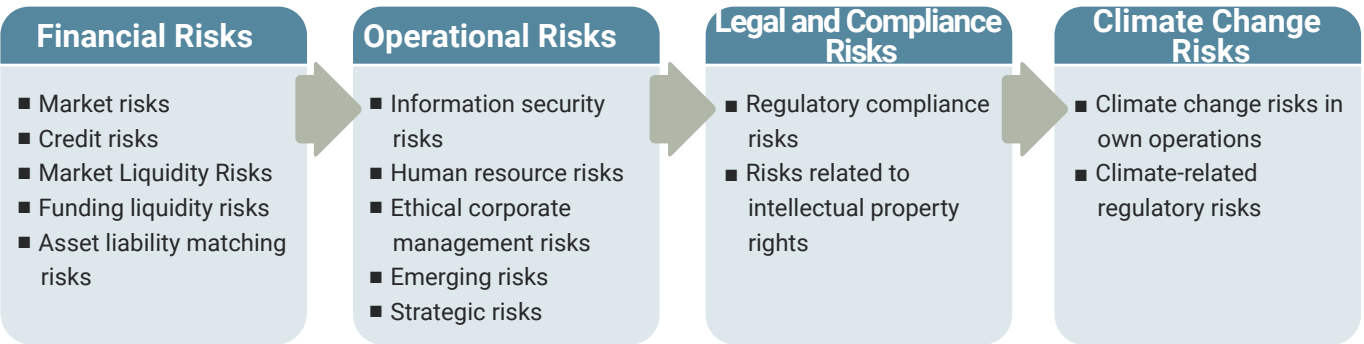 Financial Risks
■ Market risks
■ Credit risks
■ Market Liquidity Risks
■ Funding liquidity risks
■ Asset liability matching
risks
Operational Risks
■ Information security
risks
■ Human resource risks
■ Ethical corporate
management risks
■ Emerging risks
■ Strategic risks
Legal and Compliance
Risks
■ Regulatory compliance
risks
■ Risks related to
intellectual property
rights
Climate Change
Risks
■ Climate change risks in
own operations
■ Climate-related
regulatory risks